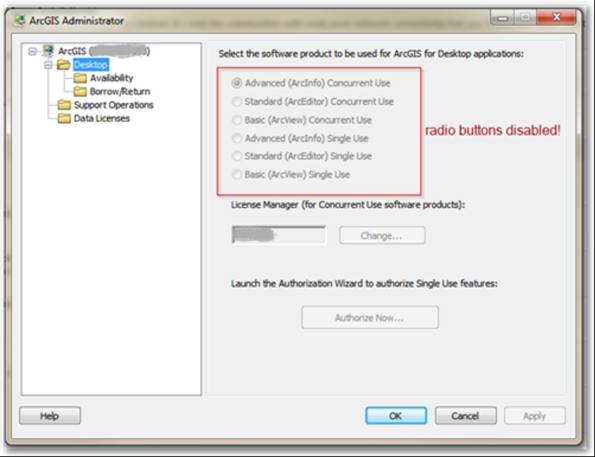 ArcGIS Administrator
ArcGIS (
Desktop
Availability
Borrow/Return
Support Operations
Data Licenses
Select the software product to be used for ArcGIS for Desktop applications:
Advanced (ArcInfo) Concurrent Use
Standard (ArcEditor) Concurrent Use
Basic (ArcView) Concurrent Use
Advanced (ArcInfo) Single Use
Standard (ArcEditor) Single Use
Basic (ArcView) Single Use
radio buttons disabled!
License Manager (for Concurrent Use software products):
Change...
Launch the Authorization Wizard to authorize Single Use features:
Authorize Now...
Help
OK
Cancel
Apply